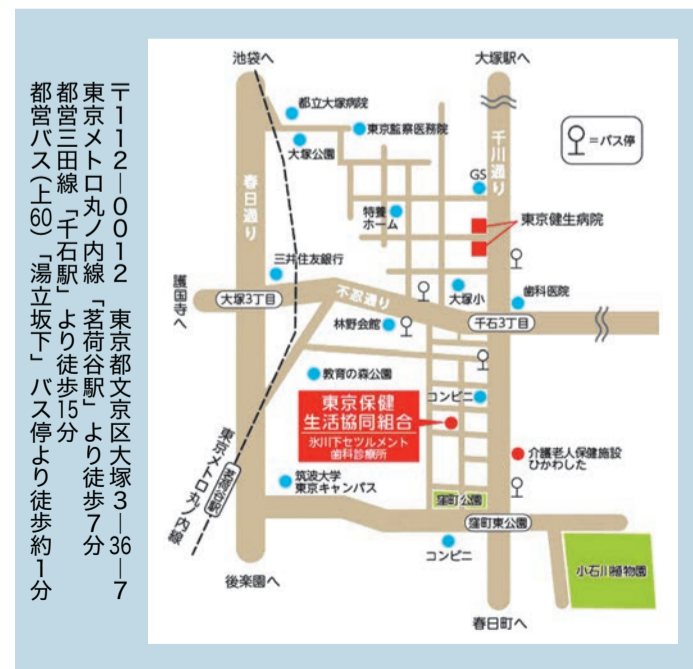 〒112―0012　東京都文京区大塚3―36―7
東京メトロ丸ノ内線「茗荷谷駅」より徒歩7分
都営三田線「千石駅」より徒歩15分
都営バス(上60)「湯立坂下」バス停より徒歩約1分
池袋へ
大塚駅へ
都立大塚病院
東京監察医務院
大塚公園
千川通り
=バス停
GS
春日通り
特養
ホーム
東京健生病院
三井住友銀行
護国寺へ
大塚3丁目
不忍通り
大塚小
歯科医院
林野会館
千石3丁目
教育の森公園
コンビニ
東京保健
生活協同組合
氷川下セツルメント
歯科診療所
介護老人保健施設
ひかわした
東京メトロ丸ノ内線
茗荷谷駅
筑波大学
東京キャンパス
窪町公園
窪町東公園
コンビニ
小石川植物園
後楽園へ
春日町へ